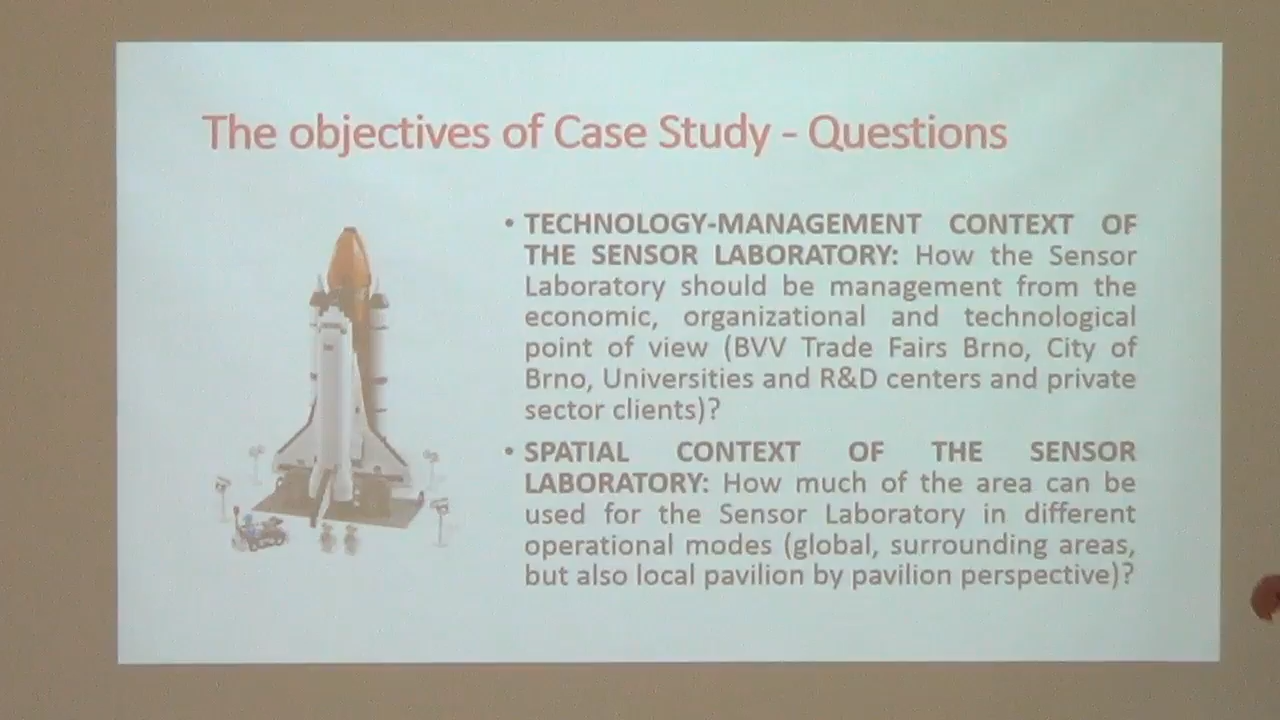 The objectives of Case Study - Questions
• TECHNOLOGY-MANAGEMENT CONTEXT OF
THE SENSOR LABORATORY: How the Sensor
Laboratory should be management from the
economic, organizational and technological
point of view (BVV Trade Fairs Brno, City of
Brno, Universities and R&D centers and private
sector clients)?
• SPATIAL CONTEXT OF THE SENSOR
LABORATORY: How much of the area can be
used for the Sensor Laboratory in different
operational modes (global, surrounding areas,
but also local pavilion by pavilion perspective)?